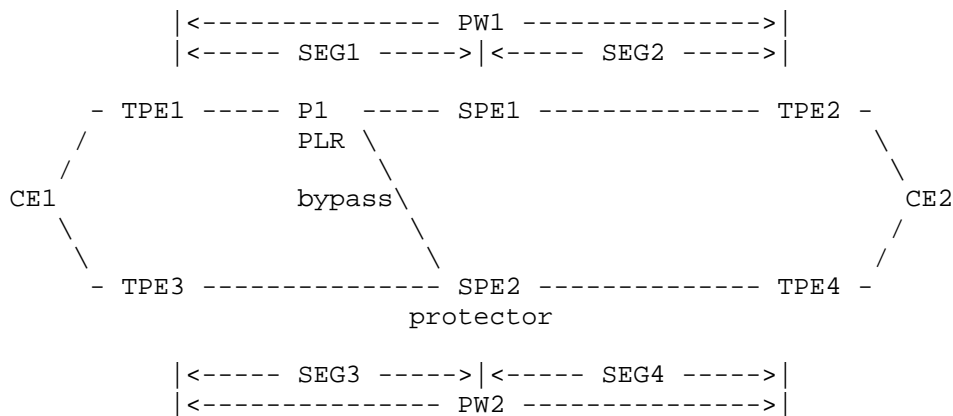 |<--------------- PW1 --------------->|
|<----- SEG1 ----->|<----- SEG2 ----->|
- TPE1 ----- P1 ----- SPE1 -------------- TPE2 -
PLR
CE1 bypass CE2
- TPE3 --------------- SPE2 -------------- TPE4 -
protector
|<----- SEG3 ----->|<----- SEG4 ----->|
|<--------------- PW2 --------------->|